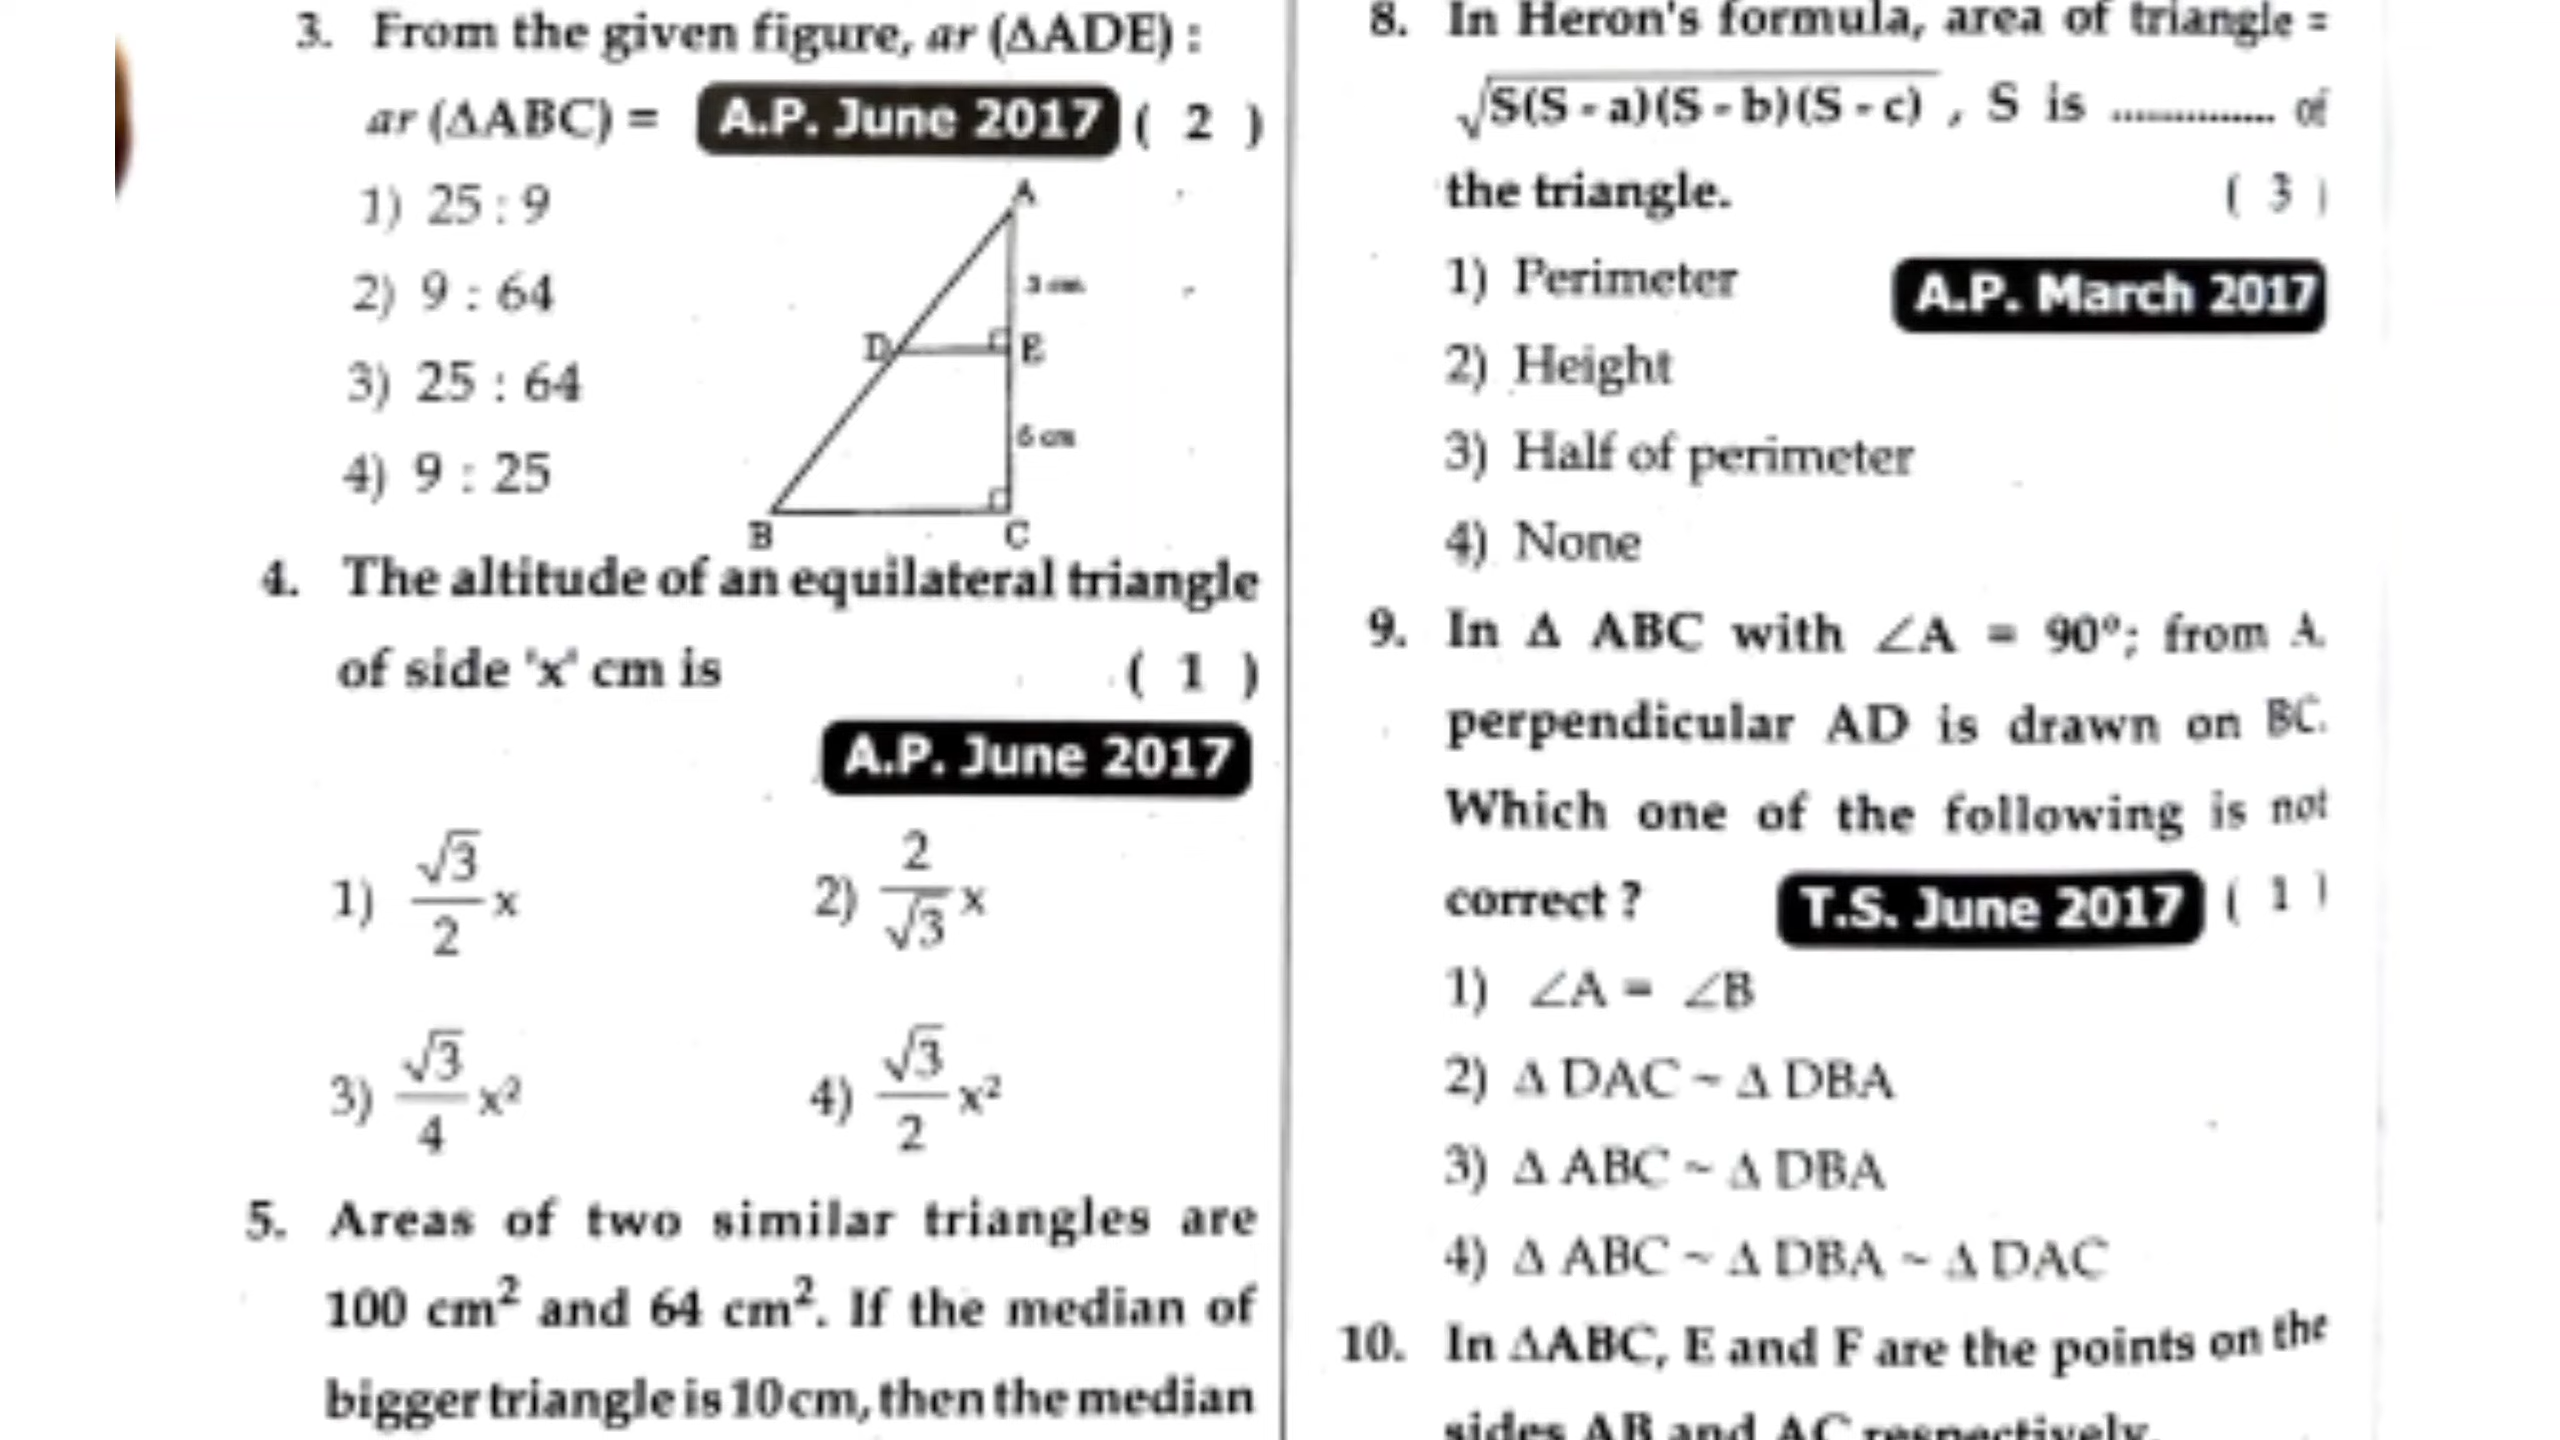 3. From the given figure, ar (ΔADE) :
ar (ΔABC) = A.P. June 2017 ( 2 )
1) 25 : 9
2) 9 : 64
3) 25 : 64
4) 9 : 25
A
3 cm
D E
6 cm
B C
4. The altitude of an equilateral triangle
of side 'x' cm is ( 1 )
A.P. June 2017
1) √3/2 x 2) 2/√3 x
3) √3/4 x² 4) √3/2 x²
5. Areas of two similar triangles are
100 cm² and 64 cm². If the median of
bigger triangle is 10 cm, then the median
8. In Heron's formula, area of triangle =
√S(S - a)(S - b)(S - c) , S is .............. of
the triangle. ( 3 )
1) Perimeter A.P. March 2017
2) Height
3) Half of perimeter
4) None
9. In Δ ABC with ∠A = 90°; from A.
perpendicular AD is drawn on BC.
Which one of the following is not
correct ? T.S. June 2017 ( 1 )
1) ∠A = ∠B
2) Δ DAC ~ Δ DBA
3) Δ ABC ~ Δ DBA
4) Δ ABC ~ Δ DBA ~ Δ DAC
10. In ΔABC, E and F are the points on the
sides AB and AC respectively.